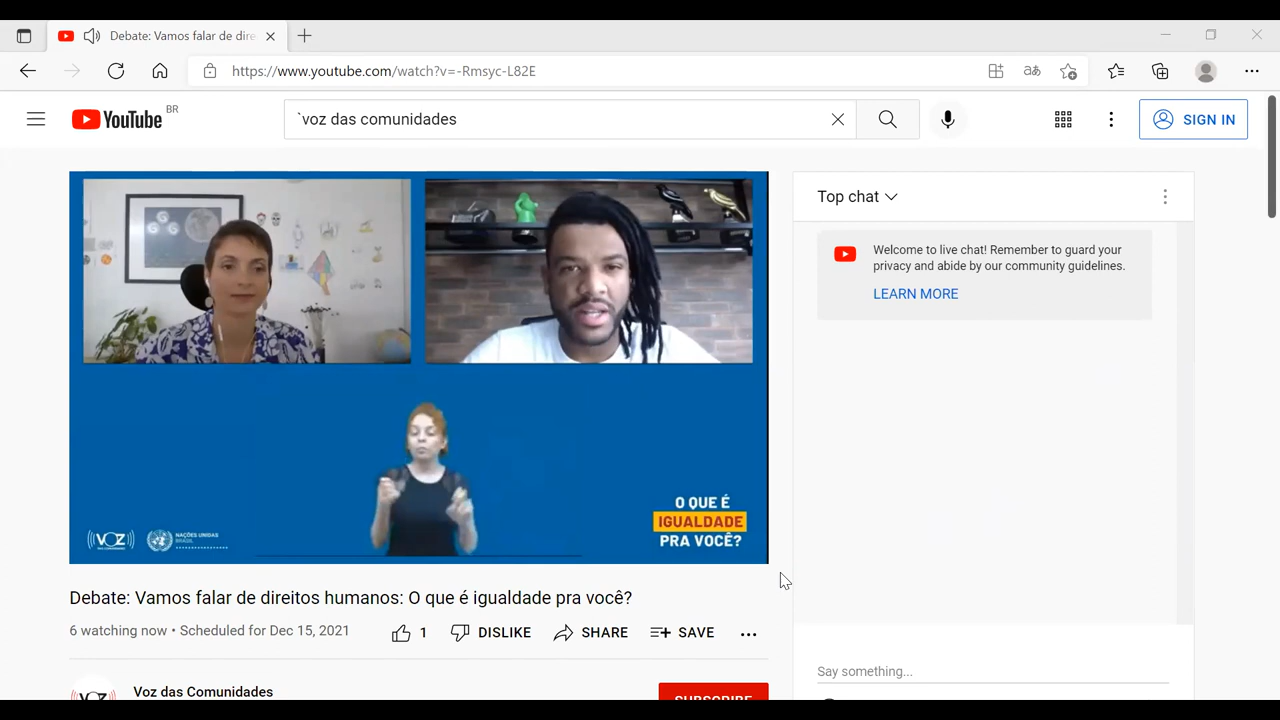 Debate: Vamos falar de dire
https://www.youtube.com/watch?v=-Rmsyc-L82E
YouTube BR
`voz das comunidades
SIGN IN
Top chat
Welcome to live chat! Remember to guard your
privacy and abide by our community guidelines.
LEARN MORE
VOZ
NAÇÕES UNIDAS
BRASIL
O QUE É
IGUALDADE
PRA VOCÊ?
Debate: Vamos falar de direitos humanos: O que é igualdade pra você?
6 watching now • Scheduled for Dec 15, 2021
1
DISLIKE
SHARE
SAVE
Say something...
VOZ
Voz das Comunidades
SUBSCRIBE